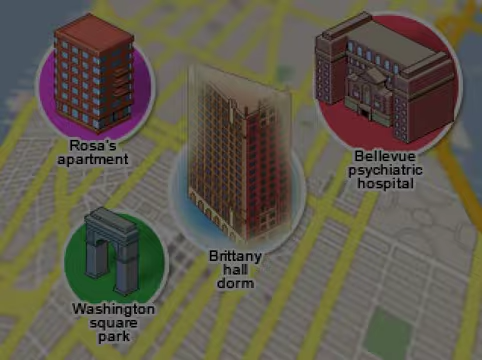 Rosa's
apartment
Bellevue
psychiatric
hospital
Brittany
hall
dorm
Washington
square
park